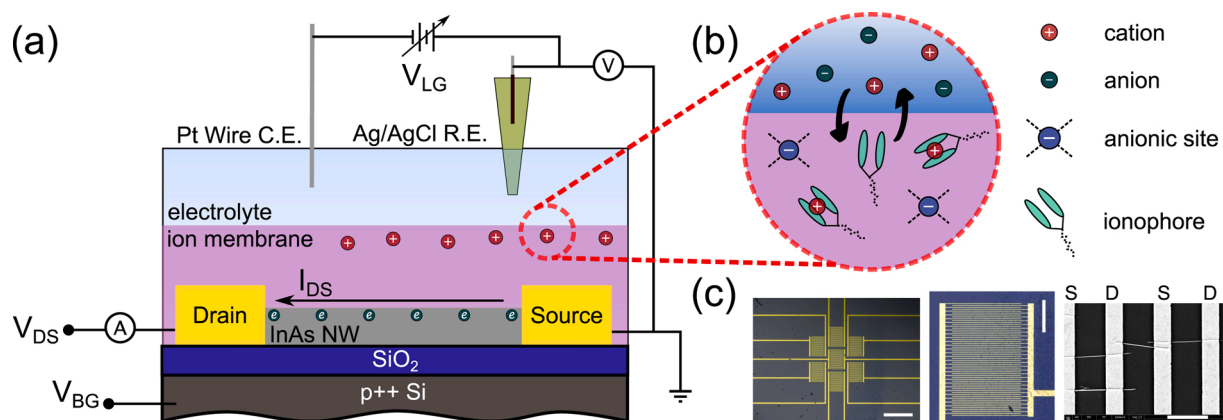 (a)
V_LG
V
Pt Wire C.E.
Ag/AgCl R.E.
electrolyte
ion membrane
+ + + + + +
I_DS
Drain
e e e e e e
Source
InAs NW
V_DS
A
SiO₂
V_BG
p++ Si
(b)
+ cation
- anion
- anionic site
ionophore
(c)
S D S D